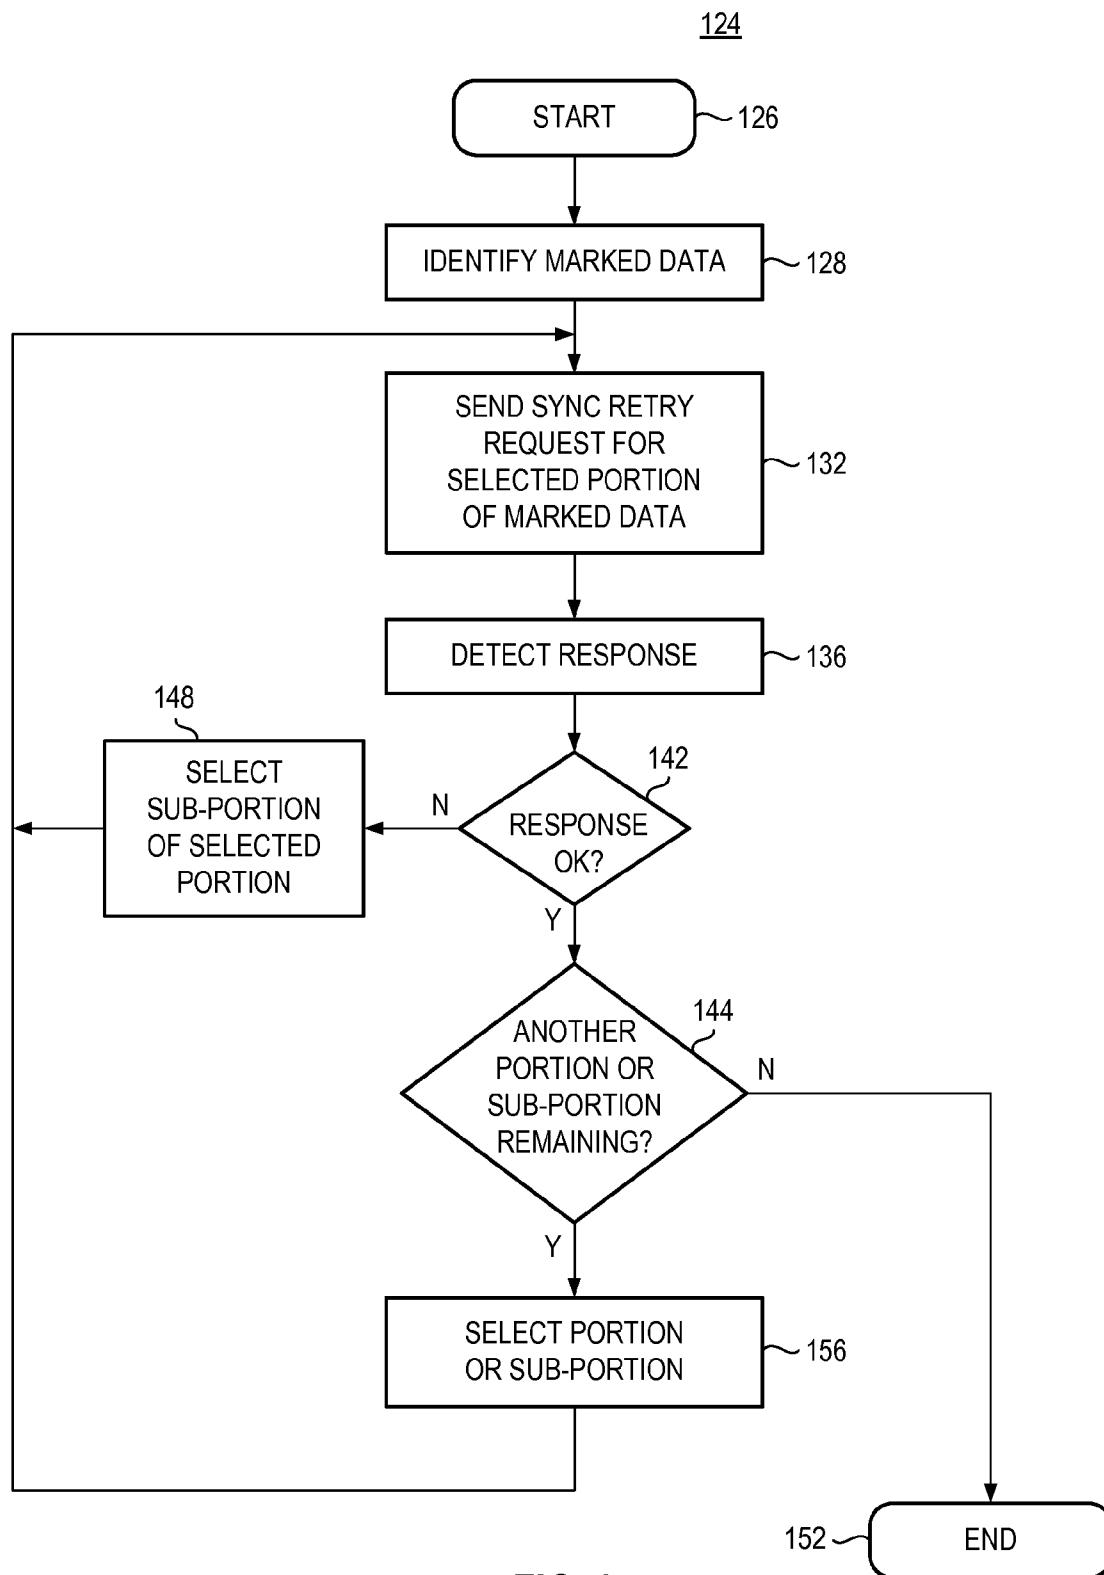 124
START
126
IDENTIFY MARKED DATA
128
SEND SYNC RETRY
REQUEST FOR
SELECTED PORTION
OF MARKED DATA
132
DETECT RESPONSE
136
148
SELECT
SUB-PORTION
OF SELECTED
PORTION
N
142
RESPONSE
OK?
Y
144
ANOTHER
PORTION OR
SUB-PORTION
REMAINING?
N
Y
SELECT PORTION
OR SUB-PORTION
156
152
END